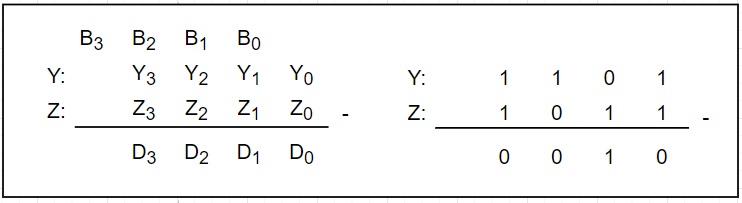 B3 B2 B1 B0
Y: Y3 Y2 Y1 Y0 Y: 1 1 0 1
Z: Z3 Z2 Z1 Z0 - Z: 1 0 1 1 -
D3 D2 D1 D0 0 0 1 0